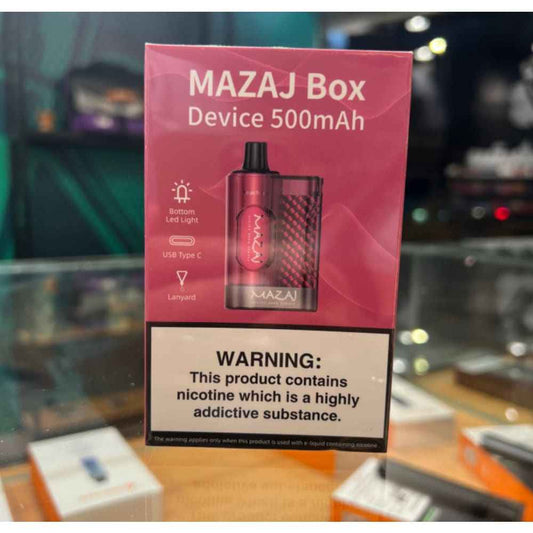 MAZAJ Box
Device 500mAh
Bottom
Led Light
USB Type C
Lanyard
MAZAJ
MAZAJ
WARNING:
This product contains
nicotine which is a highly
addictive substance.
The warning applies only when this product is used with e-liquid containing nicotine